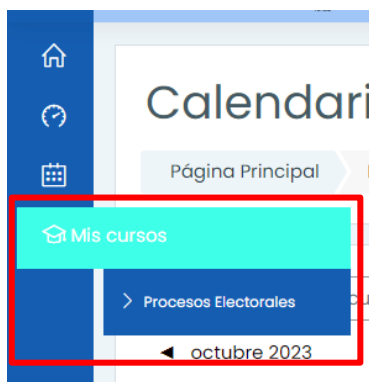 Calendari
Página Principal
Mis cursos
Procesos Electorales
◄ octubre 2023